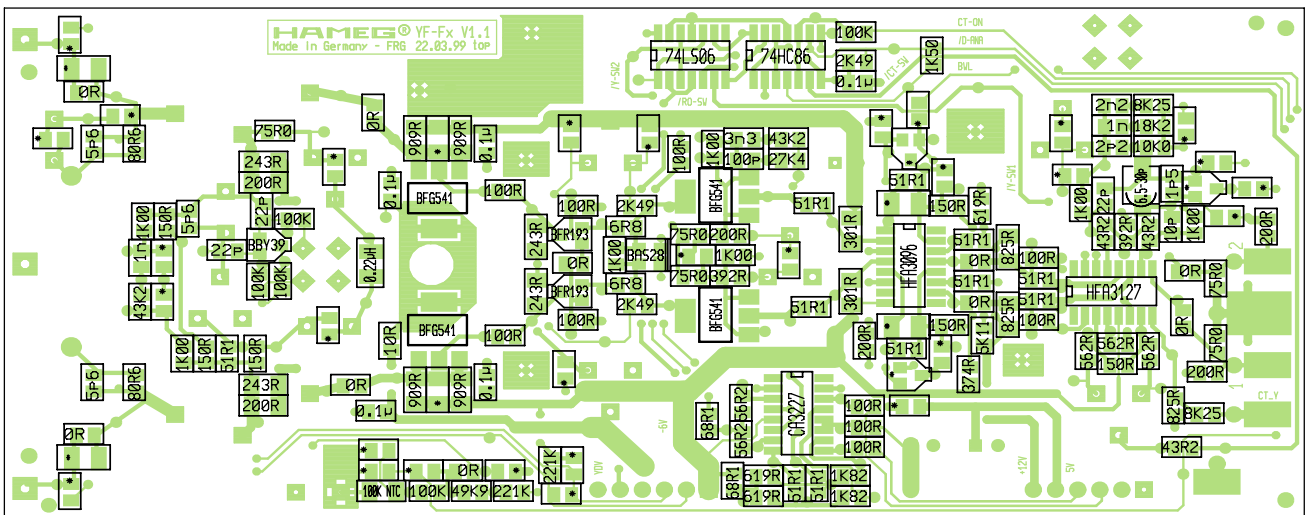 HAMEG® YF-Fx V1.1
Made in Germany - FRG 22.03.99 top
CT-ON
/D-ANA
BWL
/CT-SW
/Y-SW2
/RO-SW
/Y-SW1
74LS06
74HC86
100K
2K49
0.1µ
1K50
0R
5p6
80R6
75R0
243R
200R
0R
909R
909R
0.1µ
0.1µ
BFG541
100R
100R
1K00
3n3
43K2
100p
27K4
BFG541
51R1
51R1
150R
619R
2n2
8K25
1n
18K2
2p2
10K0
6.5-30p
1p5
1K00
22p
43R2
392R
43R2
10p
1K00
200R
1K00
150R
5p6
22p
100K
22p
BBY39
1n
43K2
100K
100K
0.22µH
243R
BFR193
100R
2K49
6R8
0R
1K00
BAS28
75R0
200R
1K00
75R0
392R
243R
BFR193
6R8
2K49
100R
301R
301R
HFA3096
51R1
0R
51R1
0R
825R
825R
100R
51R1
51R1
100R
HFA3127
0R
75R0
0R
75R0
2
BFG541
100R
110R
BFG541
51R1
200R
150R
51R1
5K11
374R
562R
562R
150R
562R
200R
1
1K00
150R
51R1
150R
243R
200R
5p6
80R6
0R
0.1µ
909R
909R
0.1µ
CA3227
68R1
56R2
56R2
100R
100R
100R
825R
8K25
CT_Y
43R2
0R
-6V
YDV
+12V
5V
0R
221K
100K NTC
100K
49K9
221K
68R1
619R
619R
51R1
51R1
1K82
1K82